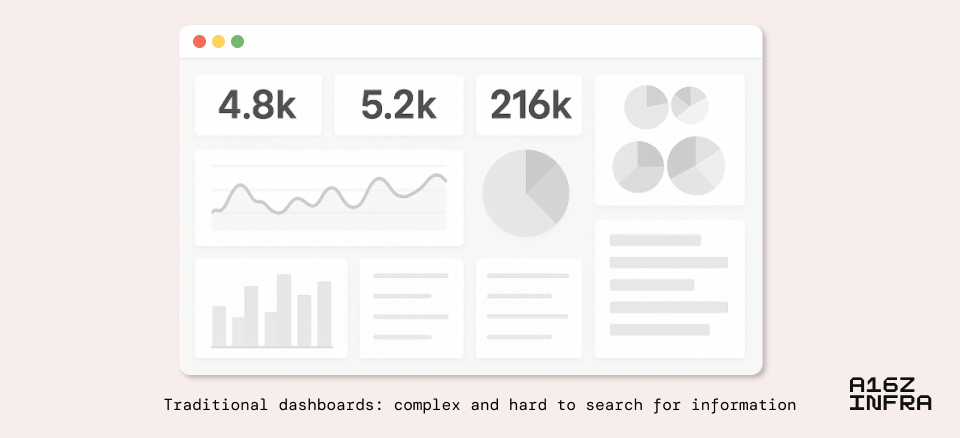 4.8k
5.2k
216k
Traditional dashboards: complex and hard to search for information
A16Z
INFRA